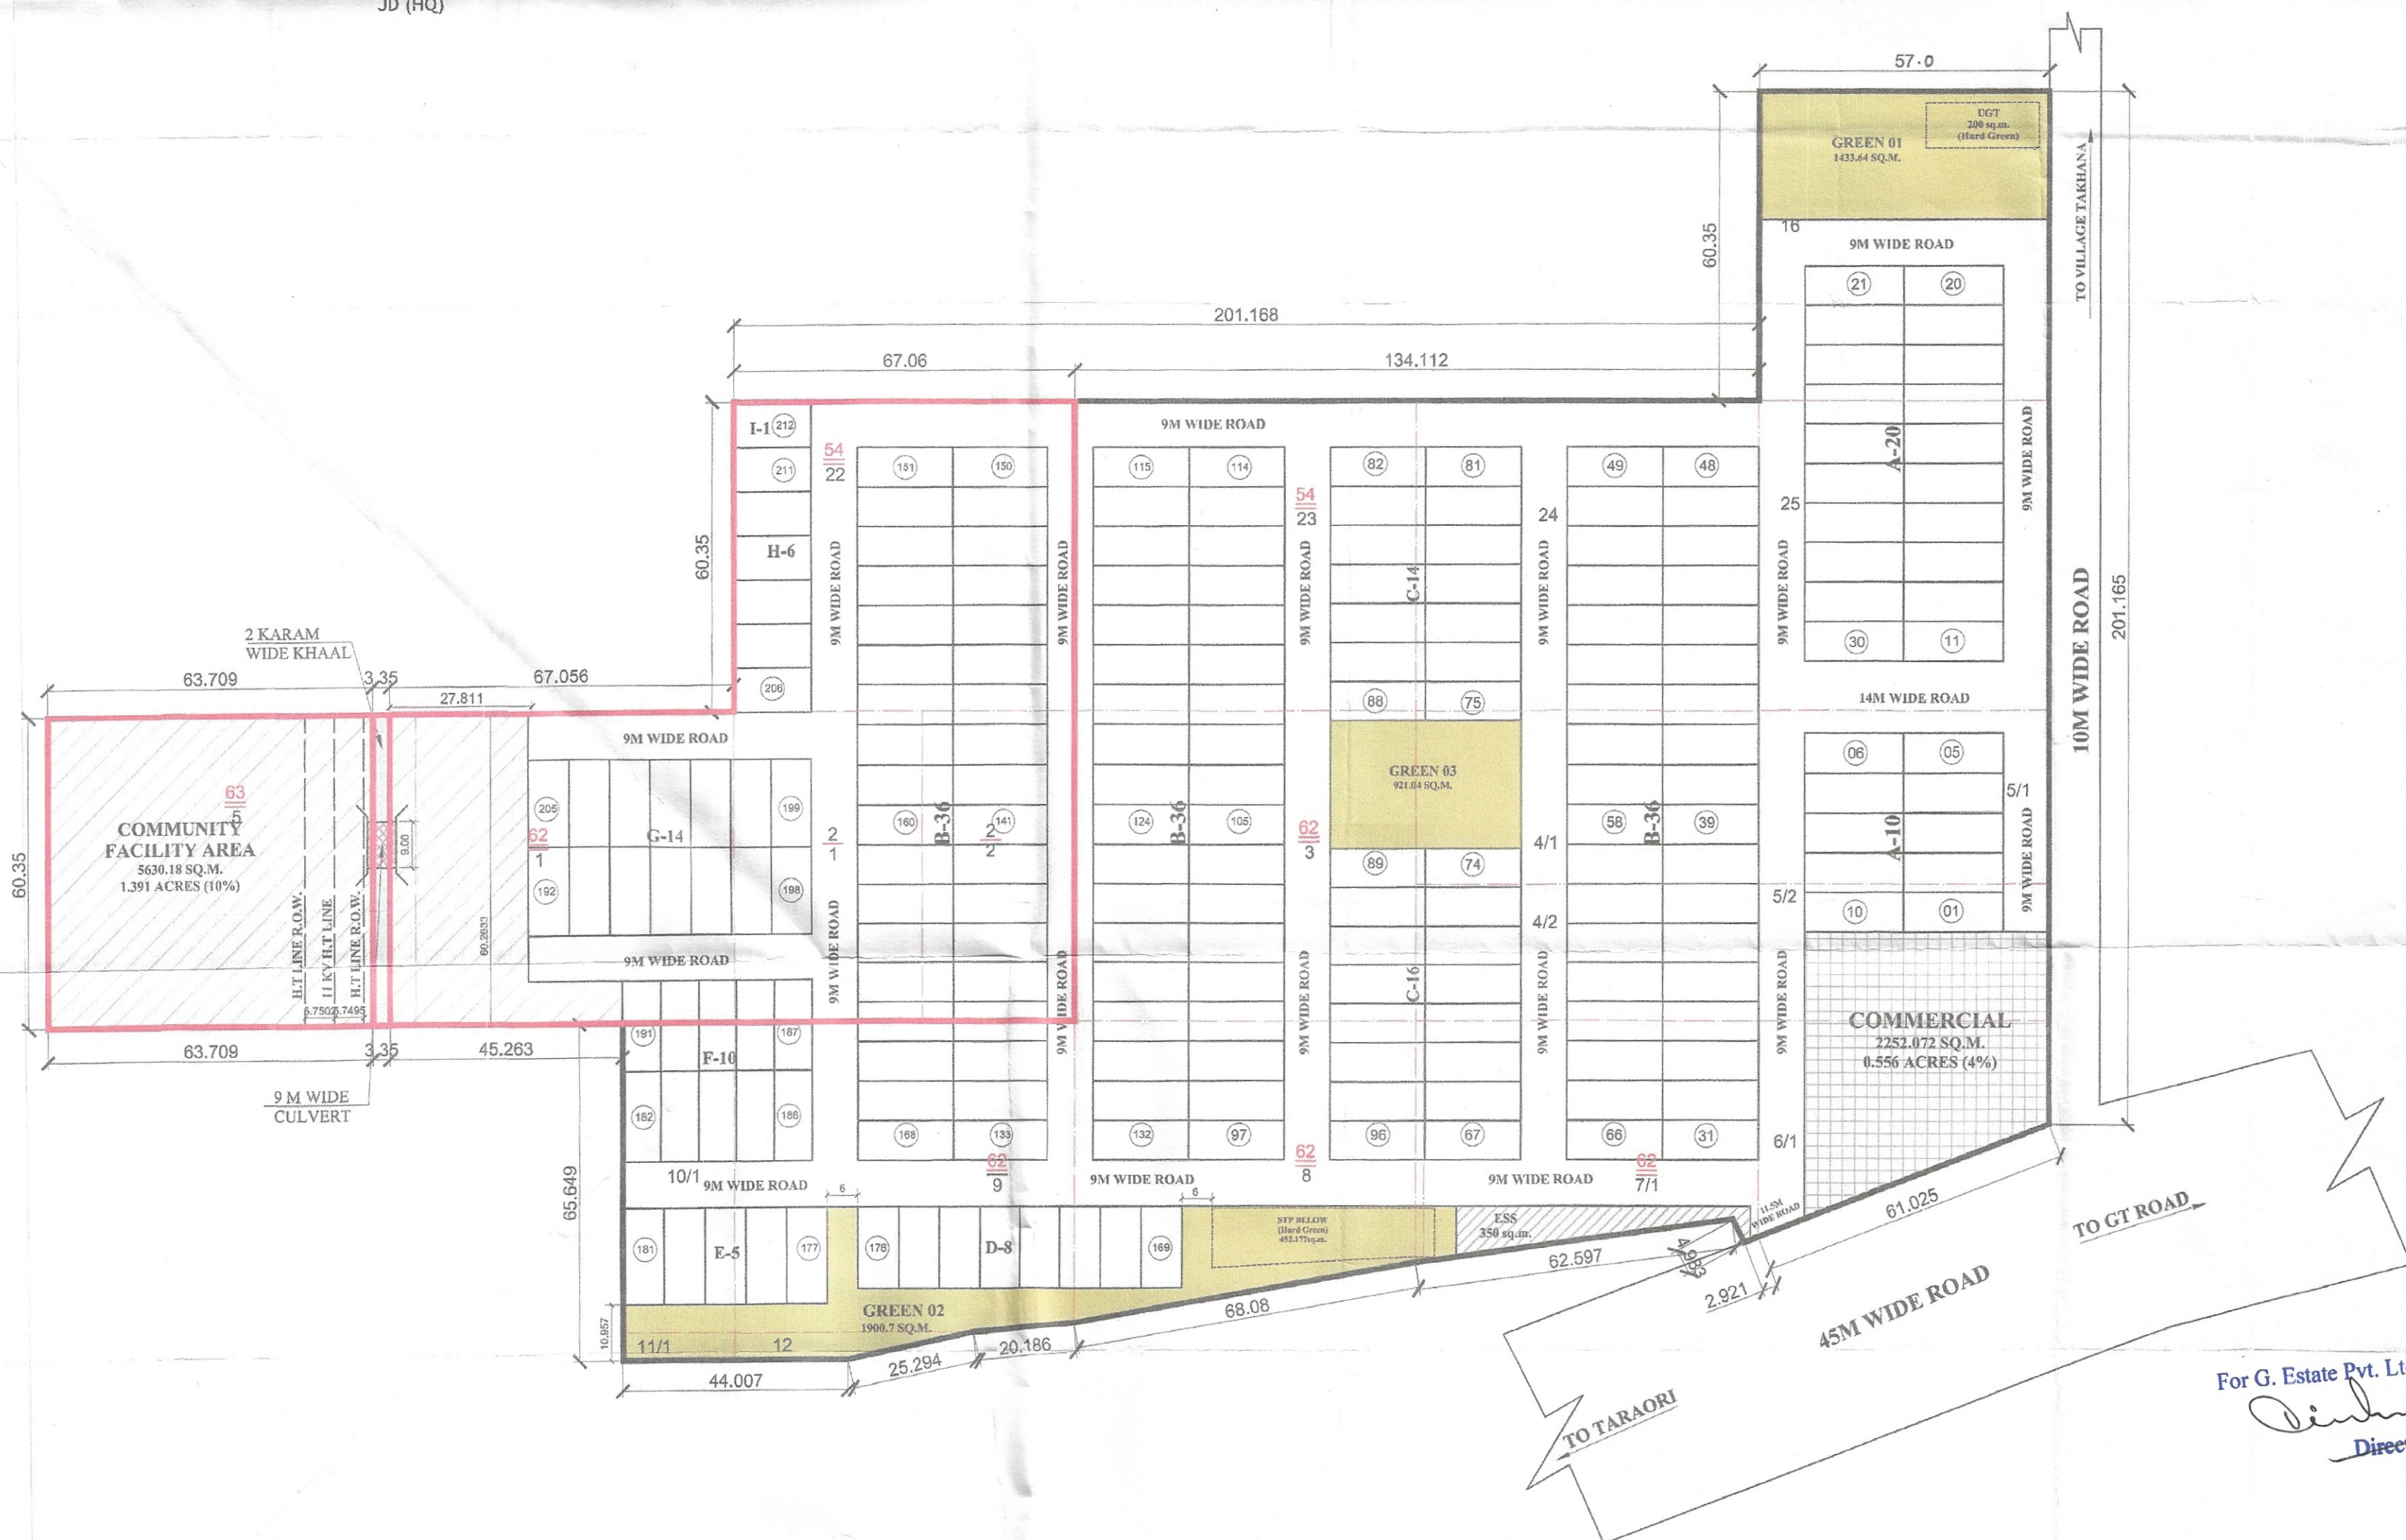 JD (HQ)
57.0
UGT
200 sq.m.
(Hard Green)
GREEN 01
1433.64 SQ.M.
60.35
16
9M WIDE ROAD
TO VILLAGE TAKHANA
21
20
201.168
67.06
134.112
I-1
212
211
54
22
151
150
9M WIDE ROAD
115
114
54
23
82
81
24
49
48
25
A-20
9M WIDE ROAD
60.35
H-6
9M WIDE ROAD
9M WIDE ROAD
9M WIDE ROAD
C-14
9M WIDE ROAD
9M WIDE ROAD
10M WIDE ROAD
201.165
30
11
2 KARAM
WIDE KHAAL
63.709
3.35
67.056
27.811
206
88
75
14M WIDE ROAD
9M WIDE ROAD
06
05
5/1
GREEN 03
921.04 SQ.M.
63
5
COMMUNITY
FACILITY AREA
5630.18 SQ.M.
1.391 ACRES (10%)
60.35
9.00
205
199
62
1
G-14
2
1
160
B-36
141
2
2
124
B-36
105
62
3
4/1
58
B-36
39
A-10
9M WIDE ROAD
192
198
89
74
5/2
10
01
4/2
H.T LINE R.O.W.
11 KV H.T LINE
H.T LINE R.O.W.
60.2633
9M WIDE ROAD
9M WIDE ROAD
9M WIDE ROAD
9M WIDE ROAD
C-16
9M WIDE ROAD
9M WIDE ROAD
COMMERCIAL
2252.072 SQ.M.
0.556 ACRES (4%)
63.709
3.35
45.263
191
187
F-10
9 M WIDE
CULVERT
182
186
168
133
132
97
96
67
66
31
6/1
62
9
62
8
62
7/1
10/1
9M WIDE ROAD
9M WIDE ROAD
9M WIDE ROAD
65.649
6
6
181
E-5
177
176
D-8
169
STP BELOW
(Hard Green)
452.177sq.m.
ESS
350 sq.m.
11.5M
WIDE ROAD
61.025
TO GT ROAD
62.597
4.983
2.921
45M WIDE ROAD
GREEN 02
1900.7 SQ.M.
10.957
11/1
12
68.08
20.186
25.294
44.007
TO TARAORI
For G. Estate Pvt. Lt
Direc